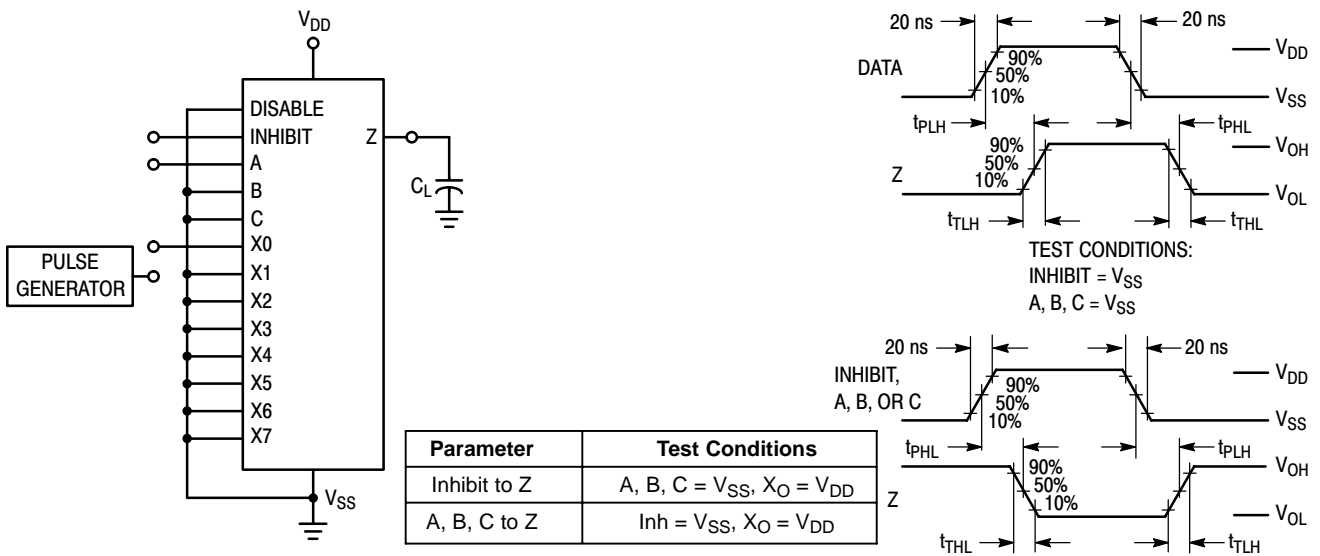 V_DD
DISABLE
INHIBIT
A
B
C
X0
X1
X2
X3
X4
X5
X6
X7
Z
C_L
V_SS
PULSE
GENERATOR
Parameter Test Conditions
Inhibit to Z A, B, C = V_SS, X_O = V_DD
A, B, C to Z Inh = V_SS, X_O = V_DD
20 ns 20 ns
DATA
90%
50%
10%
V_DD
V_SS
t_PLH t_PHL
Z
90%
50%
10%
V_OH
V_OL
t_TLH t_THL
TEST CONDITIONS:
INHIBIT = V_SS
A, B, C = V_SS
20 ns 20 ns
INHIBIT,
A, B, OR C
90%
50%
10%
V_DD
V_SS
t_PHL t_PLH
Z
90%
50%
10%
V_OH
V_OL
t_THL t_TLH